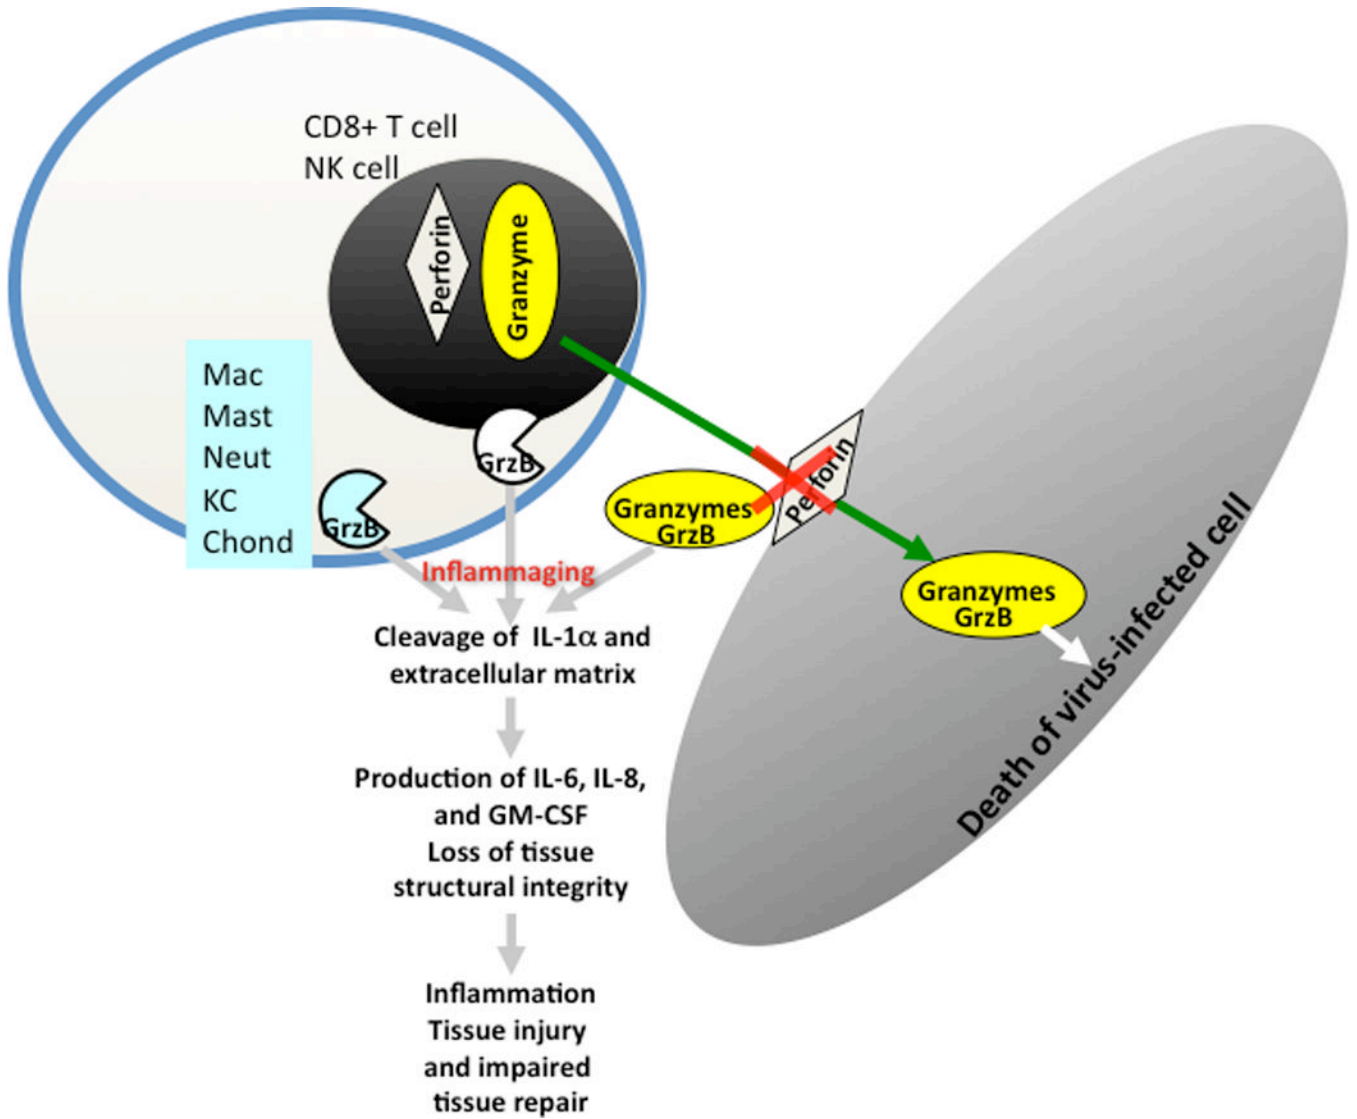 CD8+ T cell
NK cell
Perforin
Granzyme
Mac
Mast
Neut
KC
Chond
GrzB
GrzB
Granzymes
GrzB
Perforin
Granzymes
GrzB
Death of virus-infected cell
Inflammaging
Cleavage of IL-1α and
extracellular matrix
Production of IL-6, IL-8,
and GM-CSF
Loss of tissue
structural integrity
Inflammation
Tissue injury
and impaired
tissue repair